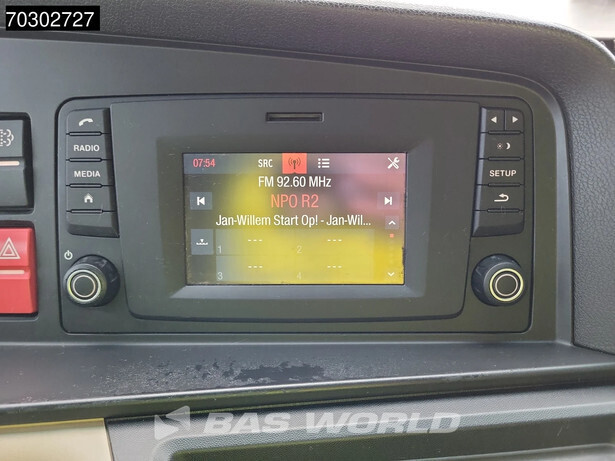 70302727
RADIO
MEDIA
SETUP
07:54 SRC
FM 92.60 MHz
NPO R2
Jan-Willem Start Op! - Jan-Wil...
--- ---
1 2
--- ---
3 4
BAS WORLD